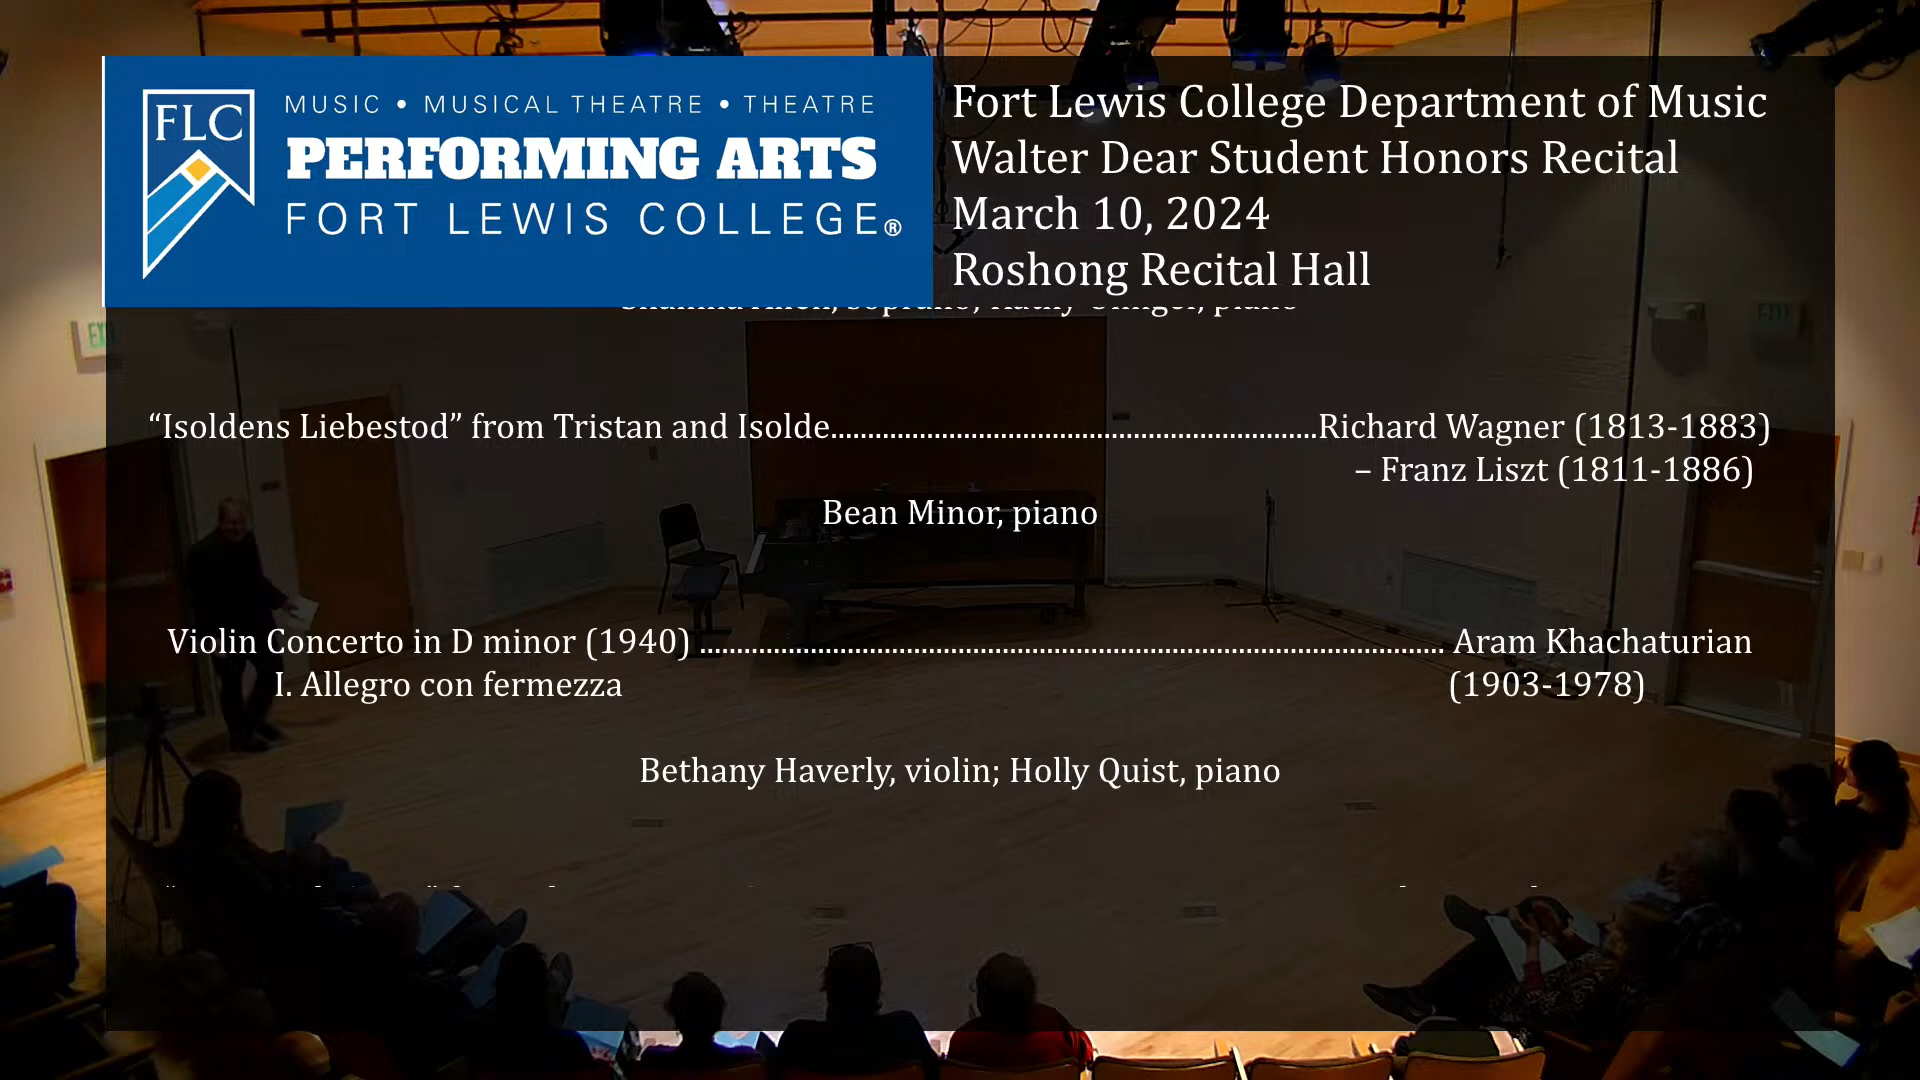 FLC
MUSIC • MUSICAL THEATRE • THEATRE
PERFORMING ARTS
FORT LEWIS COLLEGE®
Fort Lewis College Department of Music
Walter Dear Student Honors Recital
March 10, 2024
Roshong Recital Hall
“Isoldens Liebestod” from Tristan and Isolde..................................................................Richard Wagner (1813-1883)
– Franz Liszt (1811-1886)
Bean Minor, piano
Violin Concerto in D minor (1940) ..................................................................................................... Aram Khachaturian
I. Allegro con fermezza (1903-1978)
Bethany Haverly, violin; Holly Quist, piano